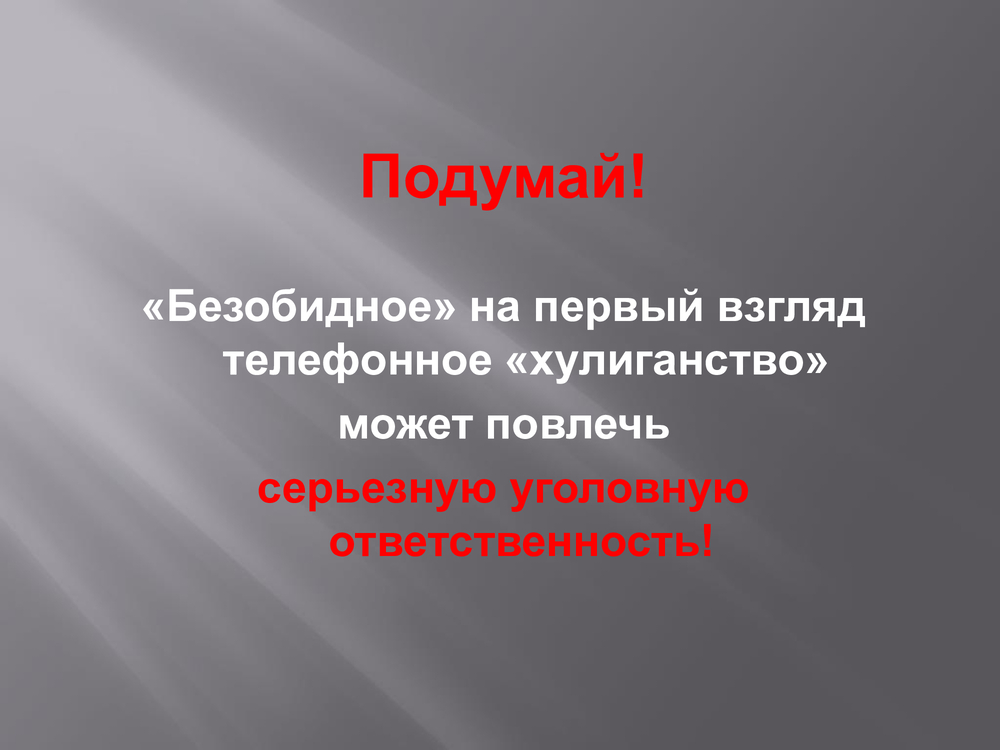 Подумай!
«Безобидное» на первый взгляд
телефонное «хулиганство»
может повлечь
серьезную уголовную
ответственность!